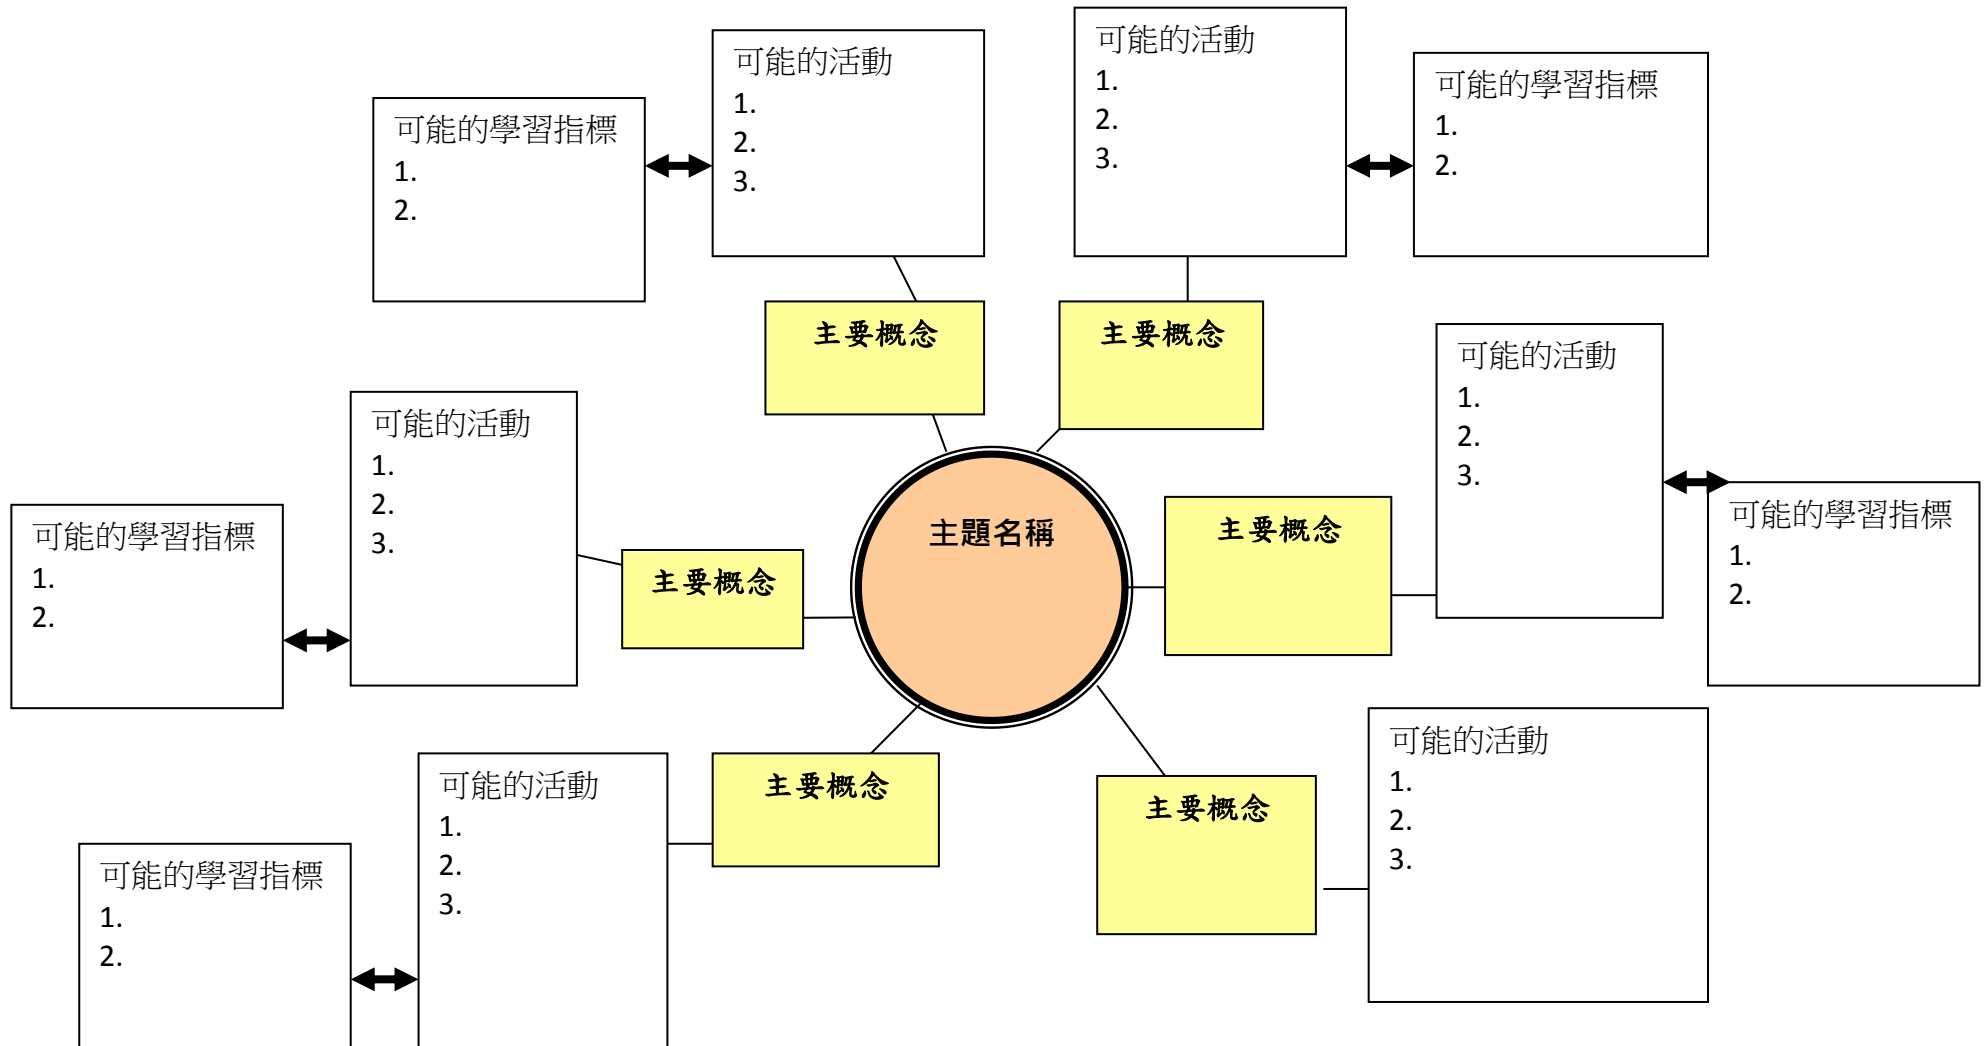 可能的活動
1.
2.
3.
可能的學習指標
1.
2.
可能的活動
1.
2.
3.
可能的學習指標
1.
2.
主要概念
主要概念
可能的活動
1.
2.
3.
可能的學習指標
1.
2.
可能的活動
1.
2.
3.
可能的學習指標
1.
2.
主要概念
主題名稱
主要概念
可能的活動
1.
2.
3.
主要概念
可能的學習指標
1.
2.
主要概念
可能的活動
1.
2.
3.